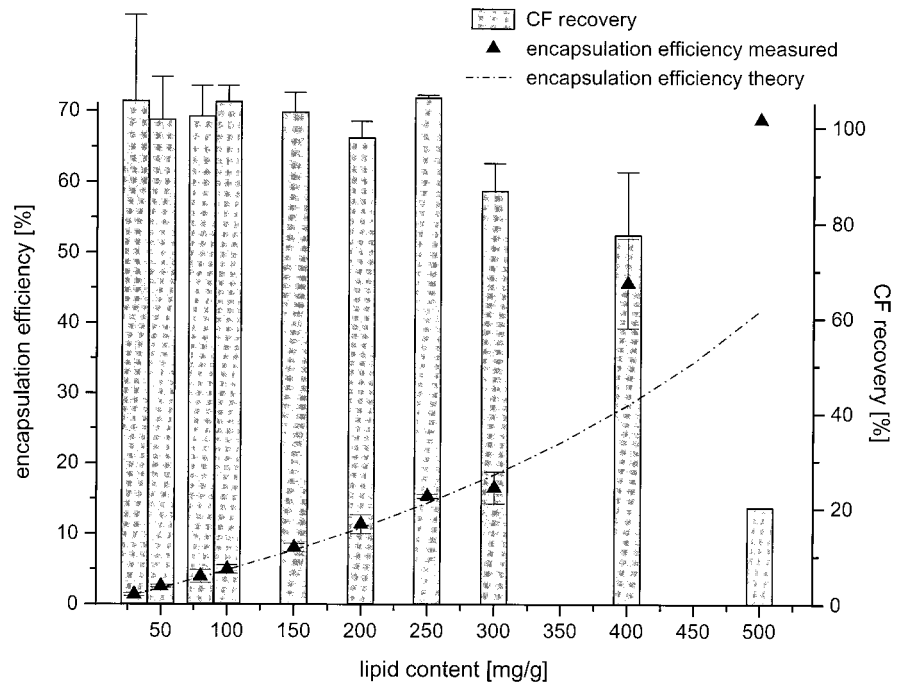 CF recovery
encapsulation efficiency measured
encapsulation efficiency theory
encapsulation efficiency [%]
70
60
50
40
30
20
10
0
100
80
60
40
20
0
CF recovery [%]
50 100 150 200 250 300 350 400 450 500
lipid content [mg/g]